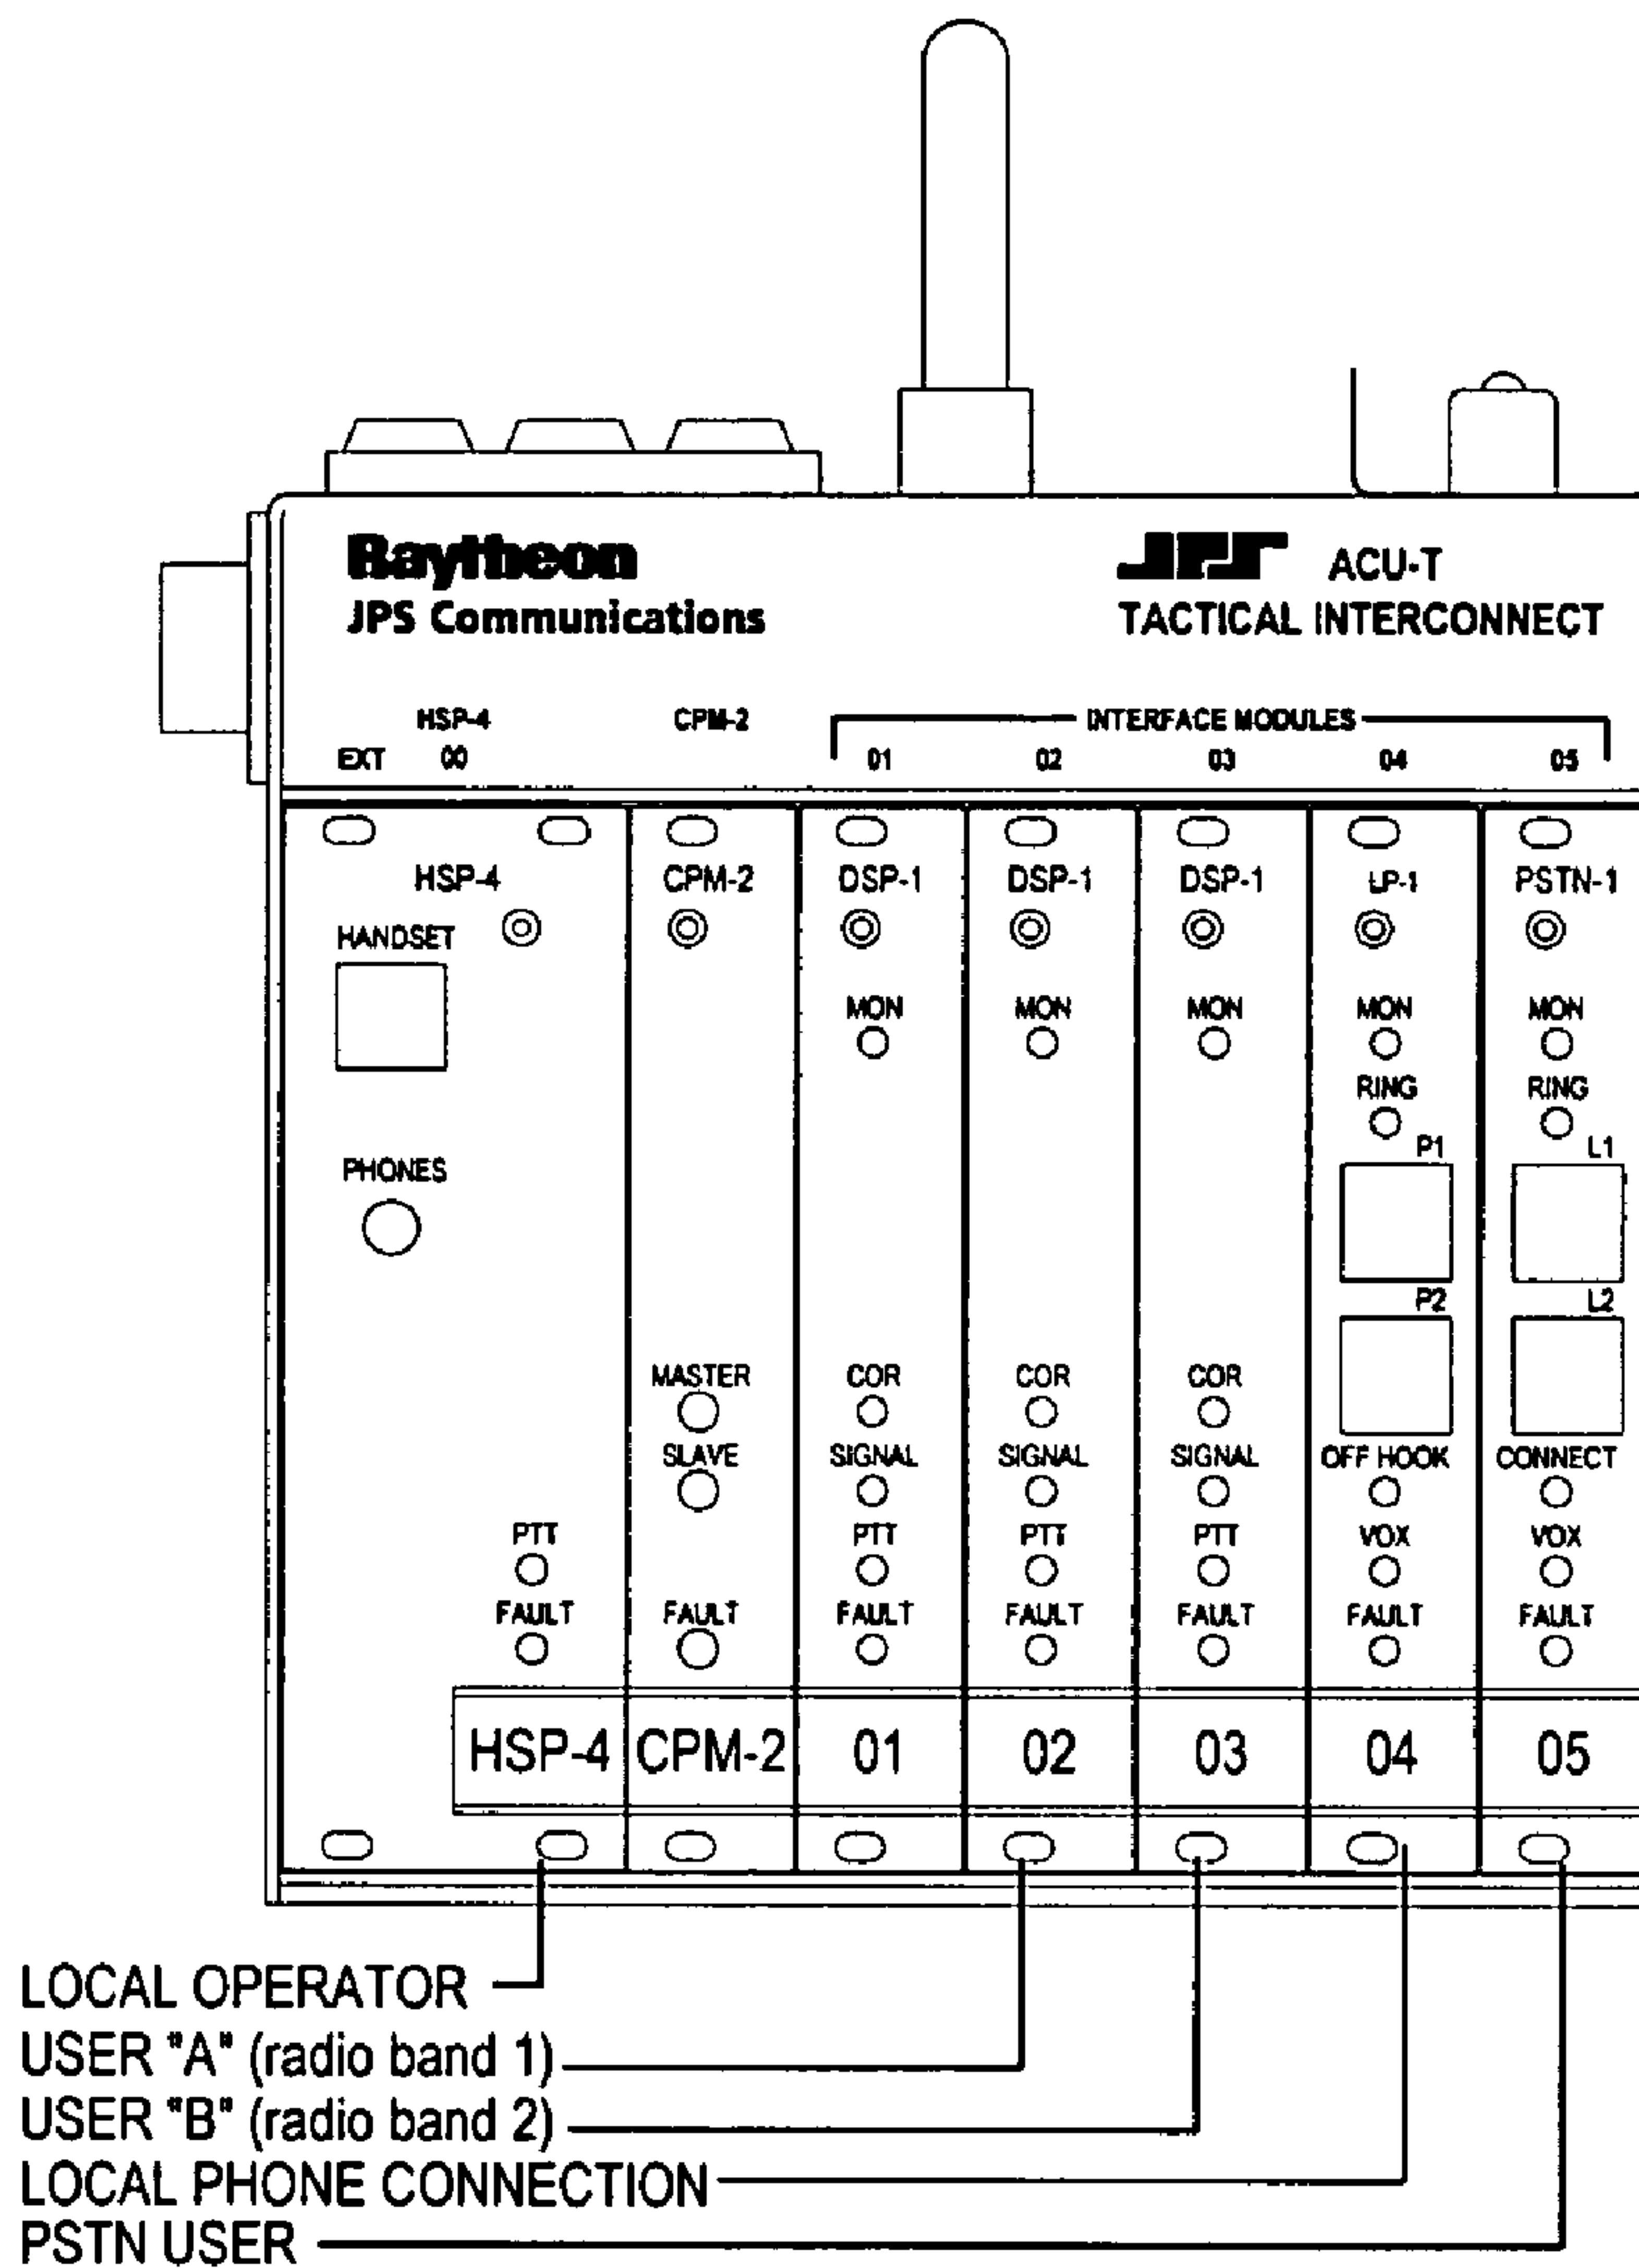 Raytheon
JPS Communications
JPS ACU-T
TACTICAL INTERCONNECT
HSP-4 CPM-2 INTERFACE MODULES
EXT 00 01 02 03 04 05
HSP-4 CPM-2 DSP-1 DSP-1 DSP-1 LP-1 PSTN-1
HANDSET
MON MON MON MON MON
RING RING
P1 L1
PHONES
P2 L2
MASTER COR COR COR
SLAVE SIGNAL SIGNAL SIGNAL OFF HOOK CONNECT
PTT PTT PTT PTT VOX VOX
FAULT FAULT FAULT FAULT FAULT FAULT FAULT
HSP-4 CPM-2 01 02 03 04 05
LOCAL OPERATOR
USER "A" (radio band 1)
USER "B" (radio band 2)
LOCAL PHONE CONNECTION
PSTN USER